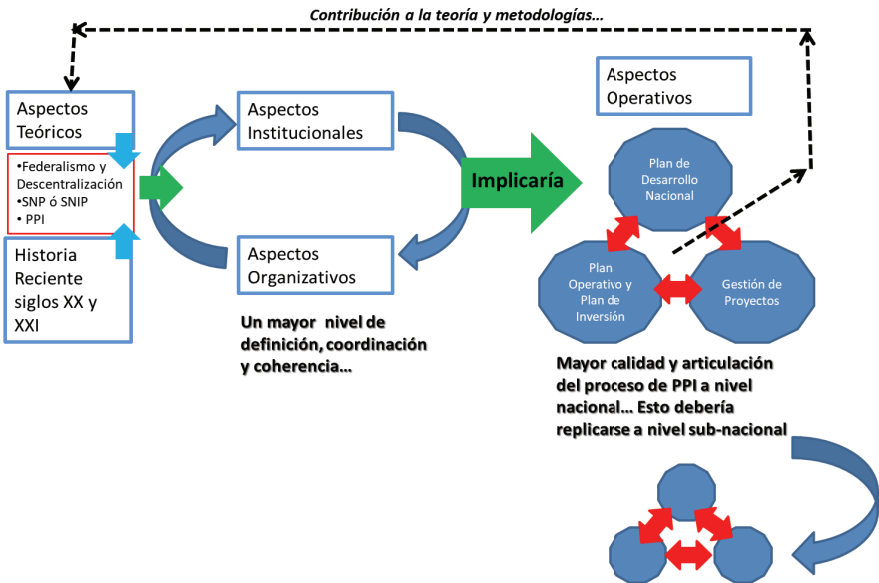 Contribución a la teoría y metodologías...
Aspectos
Teóricos
•Federalismo y
Descentralización
•SNP ó SNIP
• PPI
Historia
Reciente
siglos XX y
XXI
Aspectos
Institucionales
Aspectos
Organizativos
Un mayor nivel de
definición, coordinación
y coherencia...
Implicaría
Aspectos
Operativos
Plan de
Desarrollo
Nacional
Plan
Operativo y
Plan de
Inversión
Gestión de
Proyectos
Mayor calidad y articulación
del proceso de PPI a nivel
nacional... Esto debería
replicarse a nivel sub-nacional